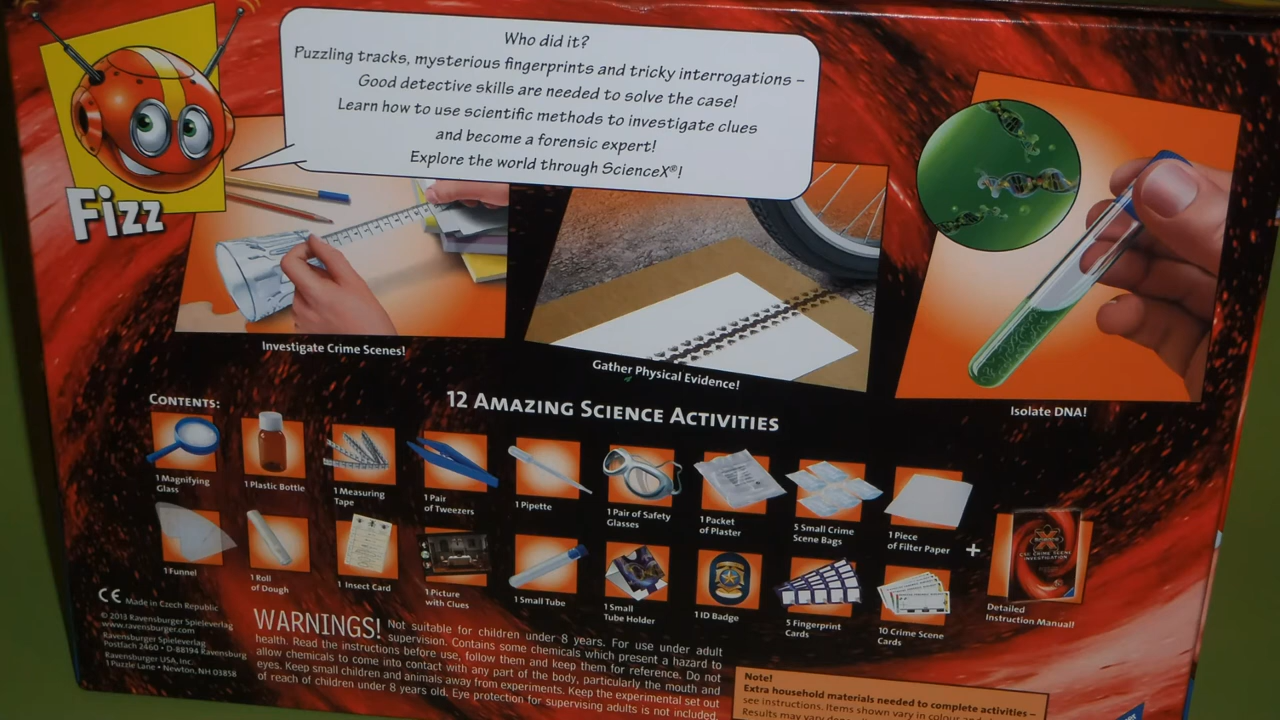 Who did it?
Puzzling tracks, mysterious fingerprints and tricky interrogations –
Good detective skills are needed to solve the case!
Learn how to use scientific methods to investigate clues
and become a forensic expert!
Explore the world through ScienceX®!
Fizz
Investigate Crime Scenes!
Gather Physical Evidence!
Isolate DNA!
12 Amazing Science Activities
Contents:
1 Magnifying
Glass
1 Plastic Bottle
1 Measuring
Tape
1 Pair
of Tweezers
1 Pipette
1 Pair of Safety
Glasses
1 Packet
of Plaster
5 Small Crime
Scene Bags
1 Piece
of Filter Paper
+
1 Funnel
1 Roll
of Dough
1 Insect Card
1 Picture
with Clues
1 Small Tube
1 Small
Tube Holder
1 ID Badge
5 Fingerprint
Cards
10 Crime Scene
Cards
Detailed
Instruction Manual!
CE Made in Czech Republic
© 2013 Ravensburger Spieleverlag
www.ravensburger.com
Ravensburger Spieleverlag
Postfach 2460 • D-88194 Ravensburg
Ravensburger USA, Inc.
1 Puzzle Lane • Newton, NH 03858
WARNINGS! Not suitable for children under 8 years. For use under adult
supervision. Contains some chemicals which present a hazard to
health. Read the instructions before use, follow them and keep them for reference. Do not
allow chemicals to come into contact with any part of the body, particularly the mouth and
eyes. Keep small children and animals away from experiments. Keep the experimental set out
of reach of children under 8 years old. Eye protection for supervising adults is not included.
Note!
Extra household materials needed to complete activities –
see instructions. Items shown vary in colour and
Results may vary